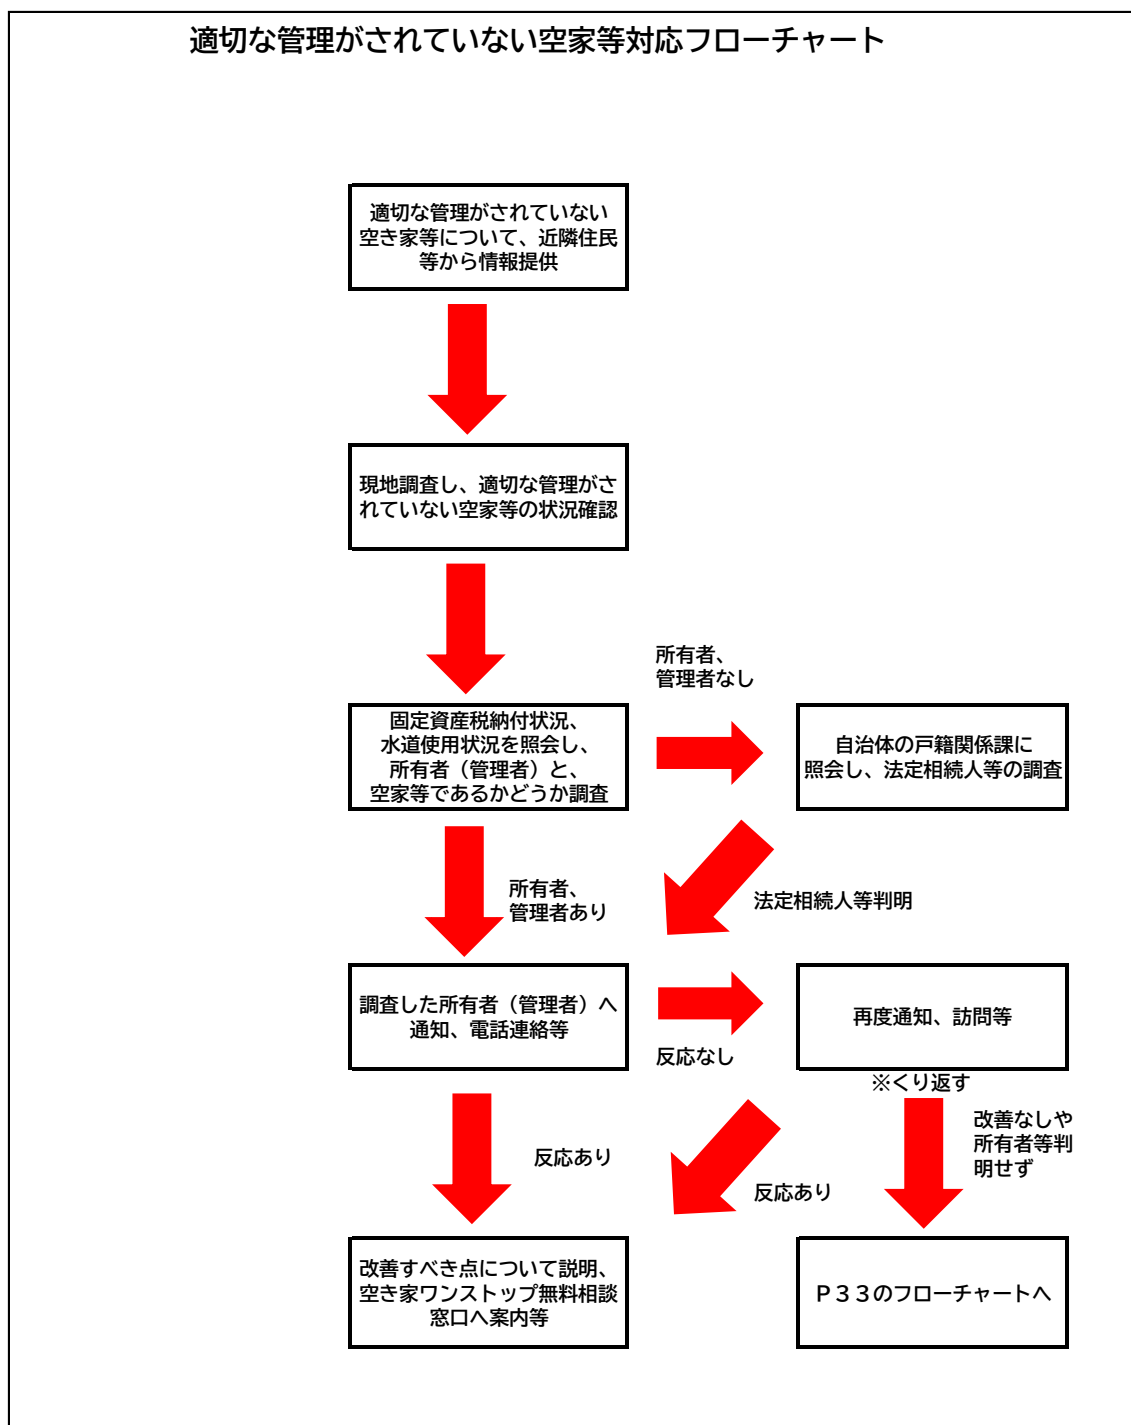 適切な管理がされていない空家等対応フローチャート
適切な管理がされていない
空き家等について、近隣住民
等から情報提供
現地調査し、適切な管理がさ
れていない空家等の状況確認
所有者、
管理者なし
固定資産税納付状況、
水道使用状況を照会し、
所有者（管理者）と、
空家等であるかどうか調査
自治体の戸籍関係課に
照会し、法定相続人等の調査
所有者、
管理者あり
法定相続人等判明
調査した所有者（管理者）へ
通知、電話連絡等
反応なし
再度通知、訪問等
※くり返す
改善なしや
所有者等判
明せず
反応あり
反応あり
改善すべき点について説明、
空き家ワンストップ無料相談
窓口へ案内等
Ｐ３３のフローチャートへ